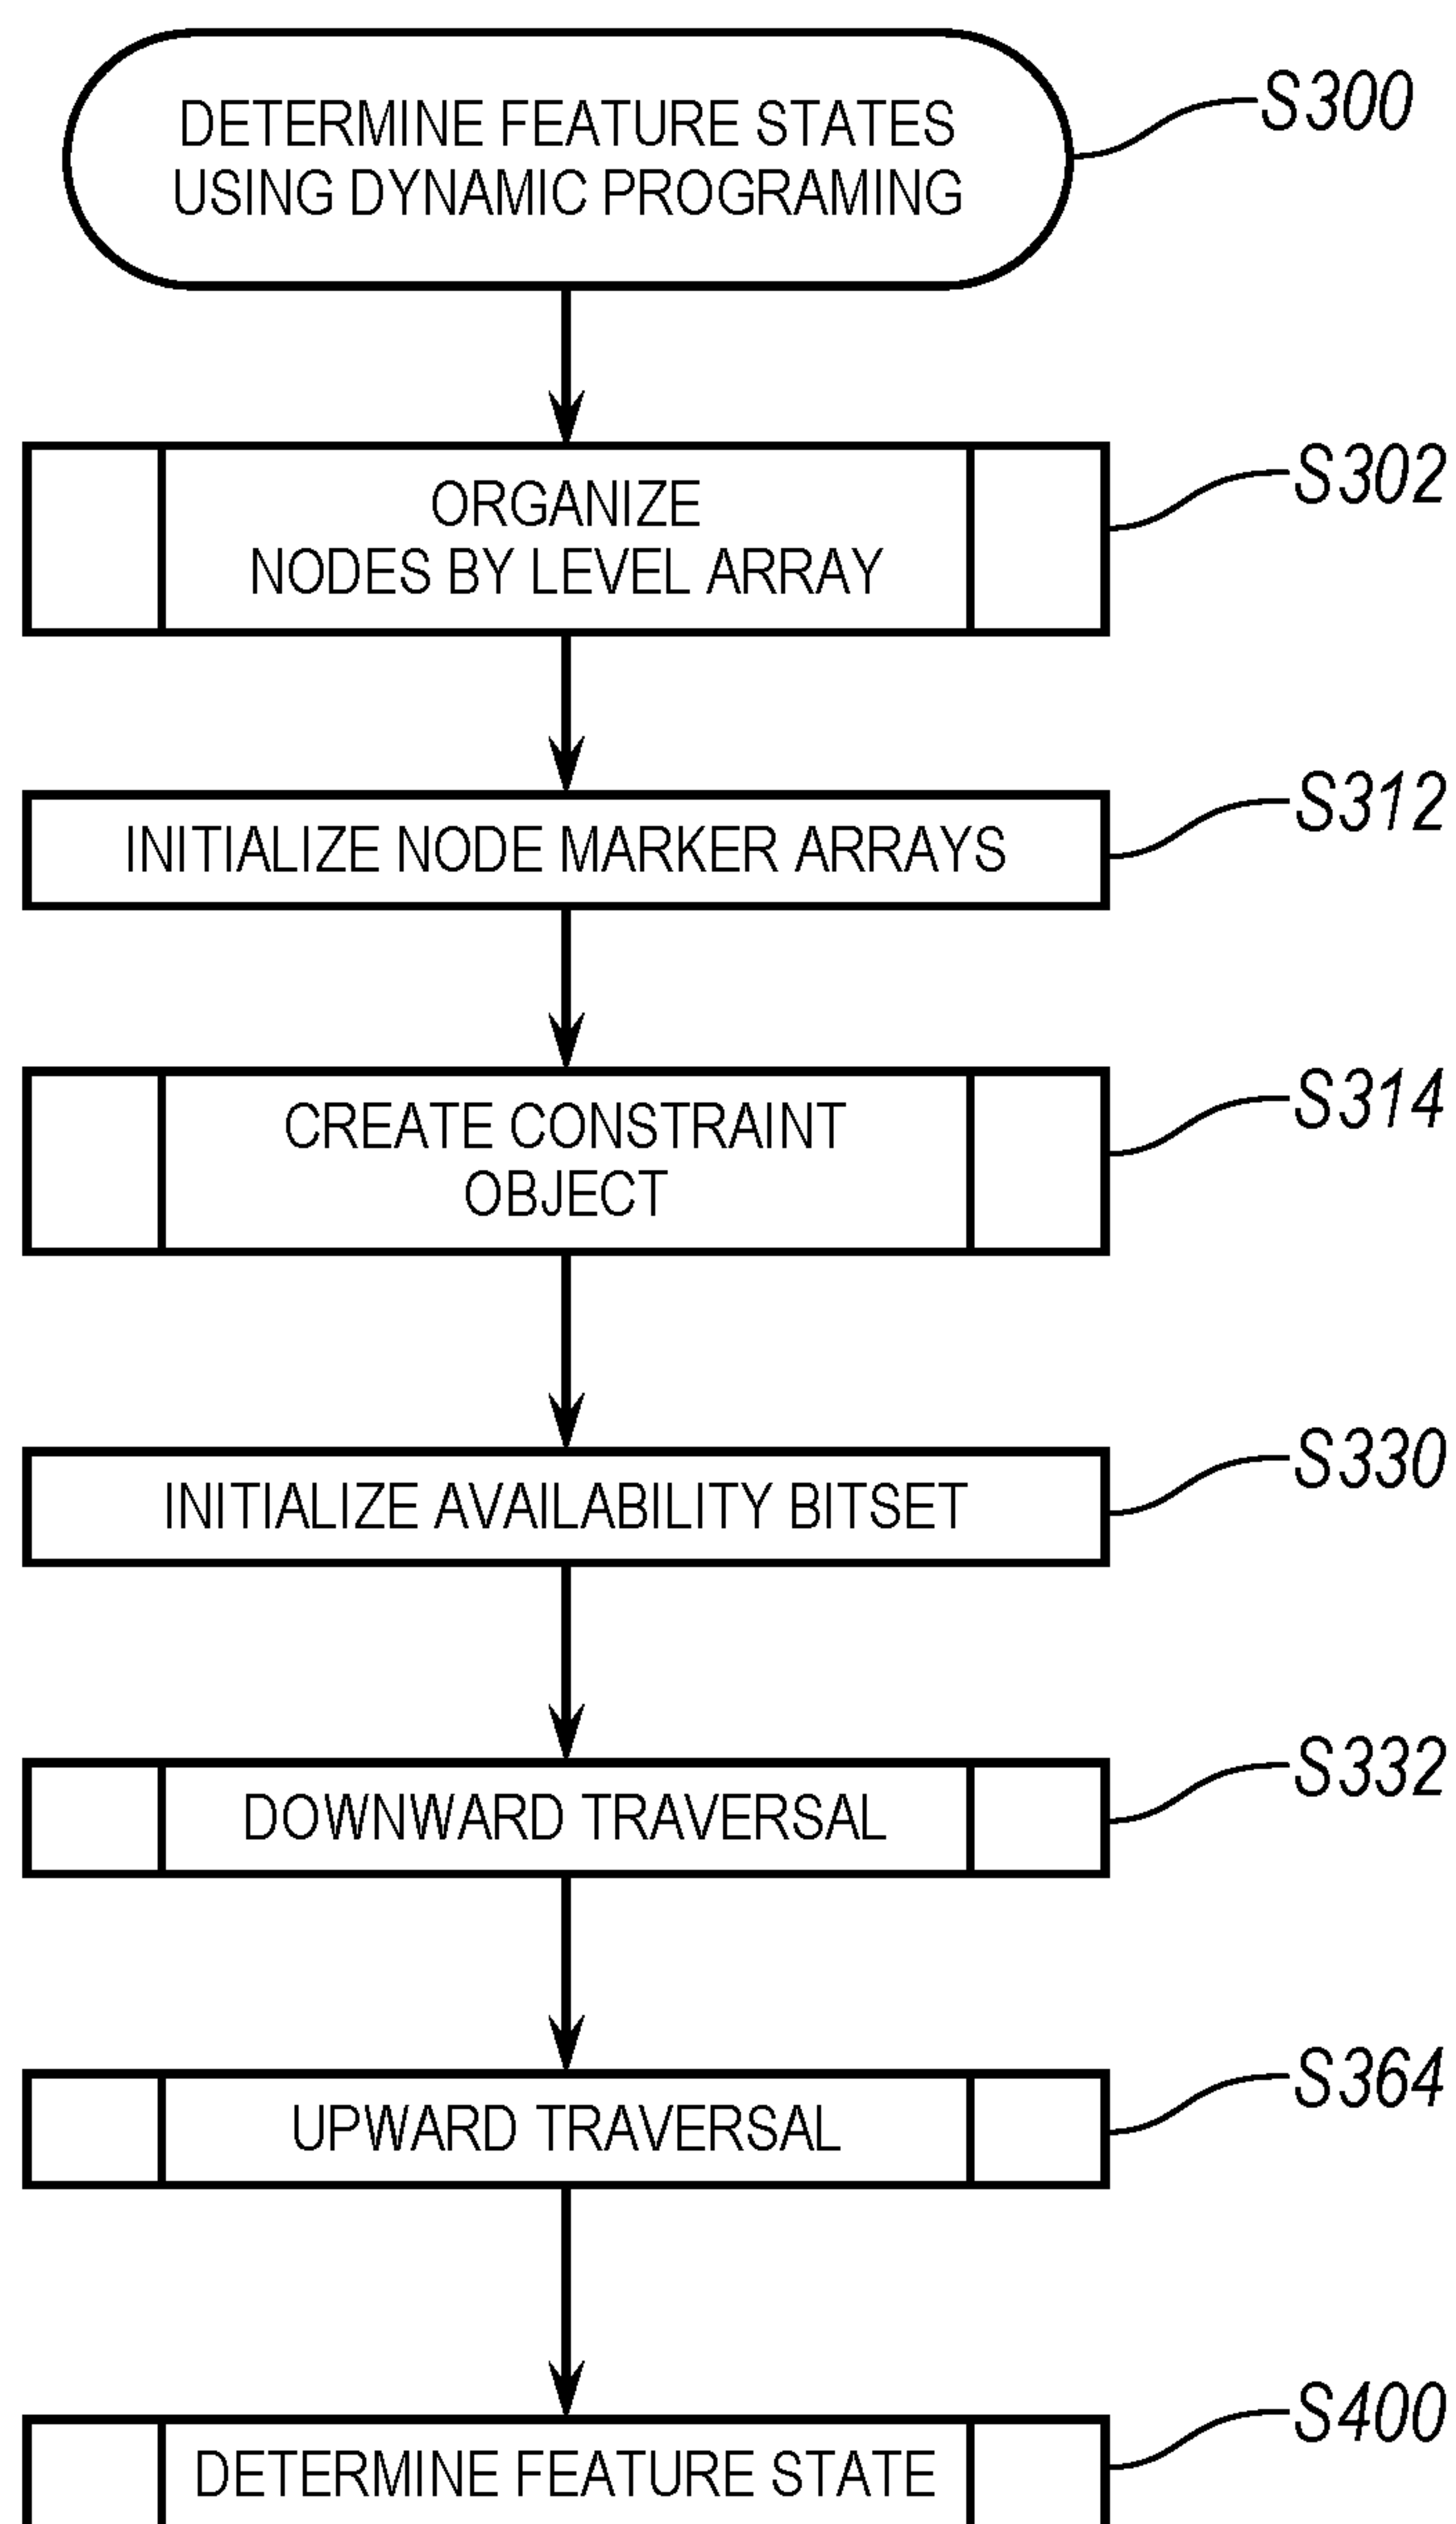 DETERMINE FEATURE STATES
USING DYNAMIC PROGRAMING
S300
ORGANIZE
NODES BY LEVEL ARRAY
S302
INITIALIZE NODE MARKER ARRAYS
S312
CREATE CONSTRAINT
OBJECT
S314
INITIALIZE AVAILABILITY BITSET
S330
DOWNWARD TRAVERSAL
S332
UPWARD TRAVERSAL
S364
DETERMINE FEATURE STATE
S400